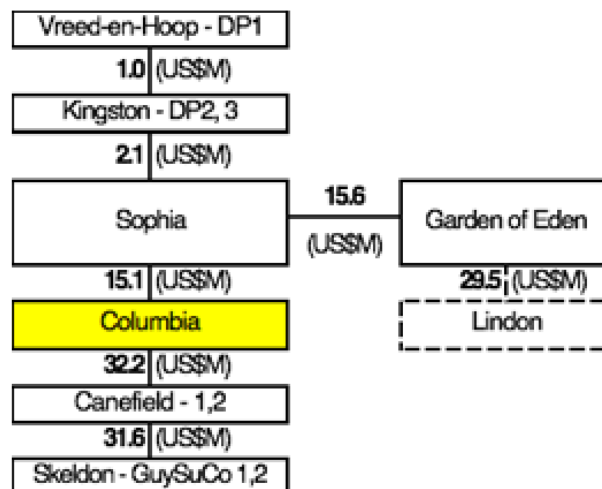 Vreed-en-Hoop - DP1
1.0 (US$M)
Kingston - DP2, 3
2.1 (US$M)
Sophia
15.6
(US$M)
Garden of Eden
15.1 (US$M)
29.5 (US$M)
Columbia
Lindon
32.2 (US$M)
Canefield - 1,2
31.6 (US$M)
Skeldon - GuySuCo 1,2